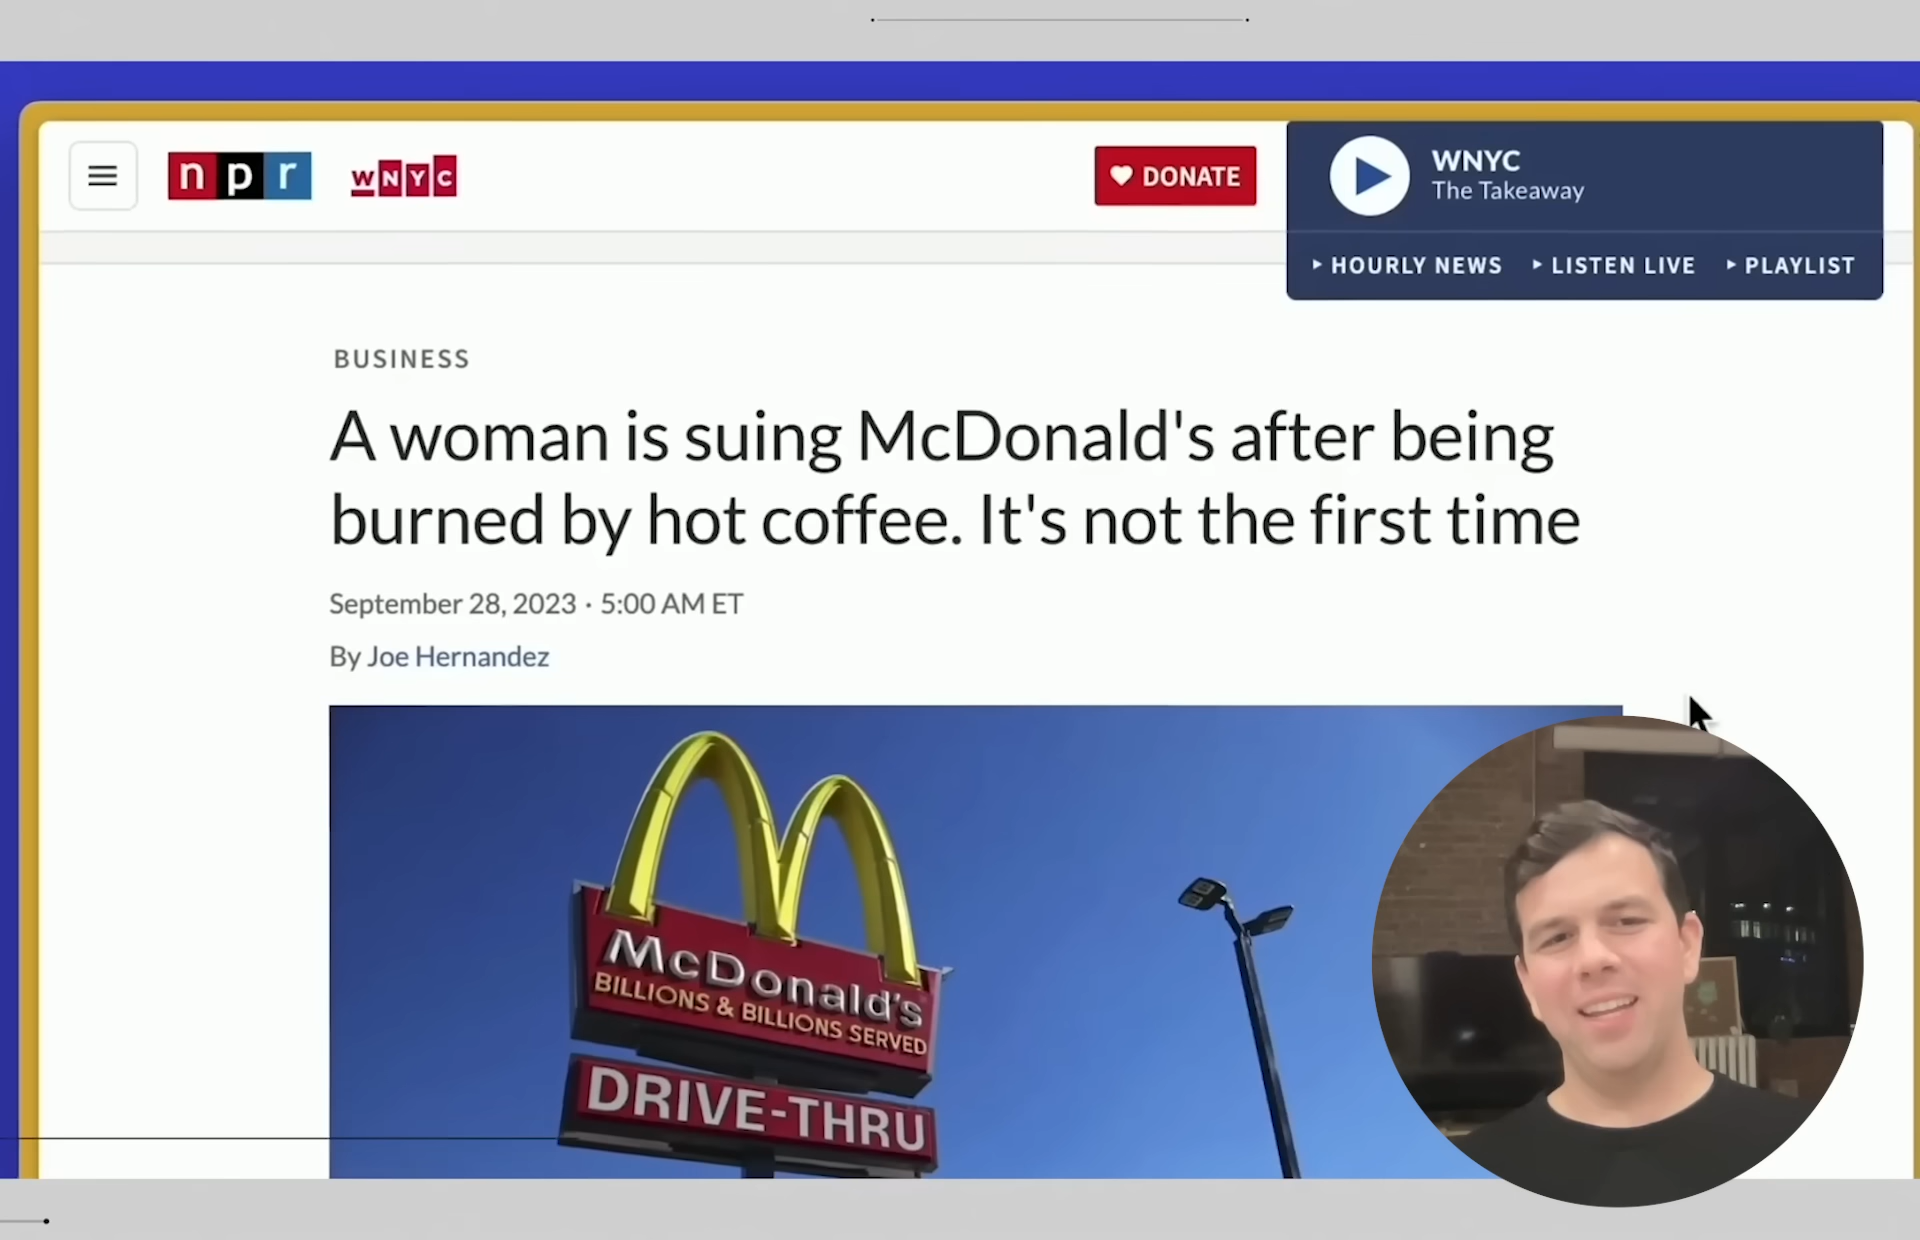 npr
WNYC
DONATE
WNYC
The Takeaway
HOURLY NEWS
LISTEN LIVE
PLAYLIST
BUSINESS
A woman is suing McDonald's after being
burned by hot coffee. It's not the first time
September 28, 2023 · 5:00 AM ET
By Joe Hernandez
McDonald's
BILLIONS & BILLIONS SERVED
DRIVE-THRU